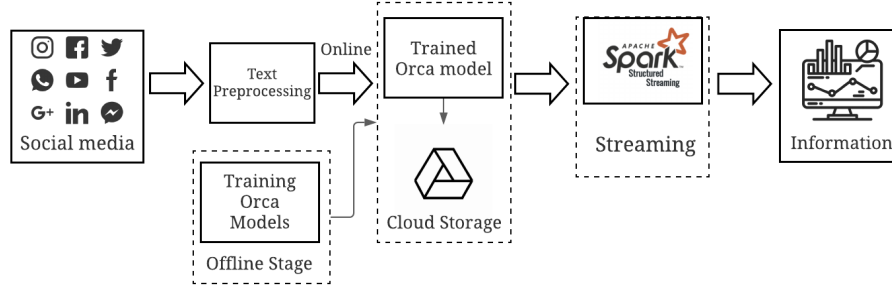 Social media
Text
Preprocessing
Online
Training
Orca
Models
Offline Stage
Trained
Orca model
Cloud Storage
APACHE
Spark
Structured
Streaming
Streaming
Information
G+
in
f